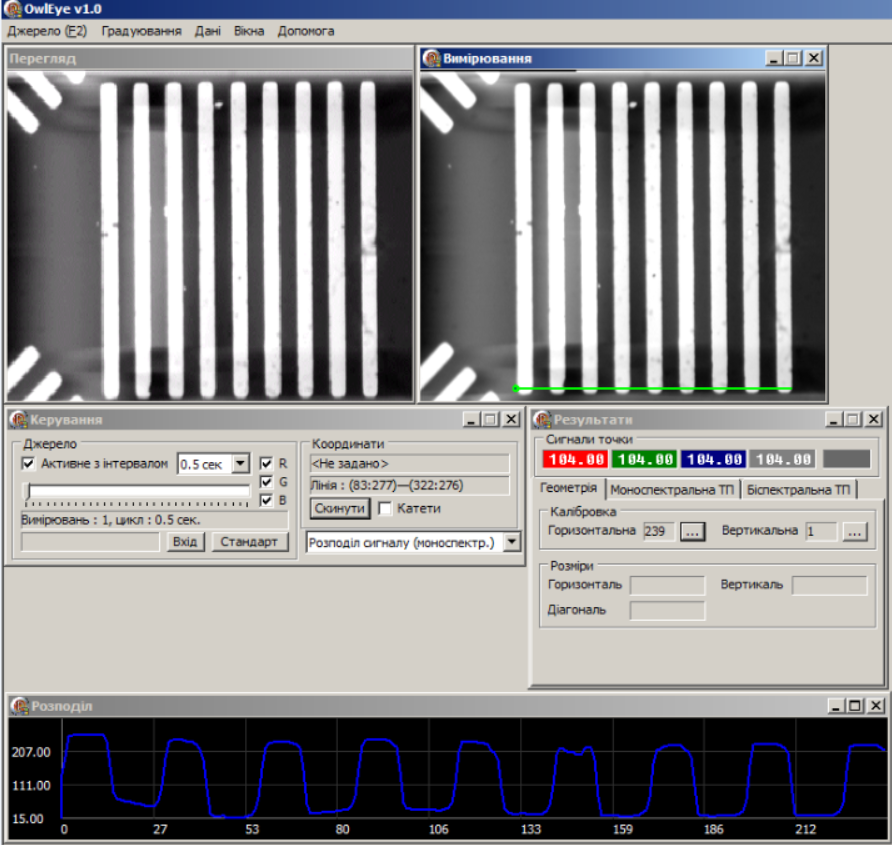 OwlEye v1.0
Джерело (F2) Градуювання Дані Вікна Допомога
Перегляд
Вимірювання
Керування
Джерело
Активне з інтервалом 0.5 сек
R
G
B
Вимірювань : 1, цикл : 0.5 сек.
Вхід Стандарт
Координати
<Не задано>
Лінія : (83:277)—(322:276)
Скинути Катети
Розподіл сигналу (моноспектр.)
Результати
Сигнали точки
104.00 104.00 104.00 104.00
Геометрія Моноспектральна ТП Біспектральна ТП
Калібровка
Горизонтальна 239 ... Вертикальна 1 ...
Розміри
Горизонталь Вертикаль
Діагональ
Розподіл
207.00
111.00
15.00
0 27 53 80 106 133 159 186 212